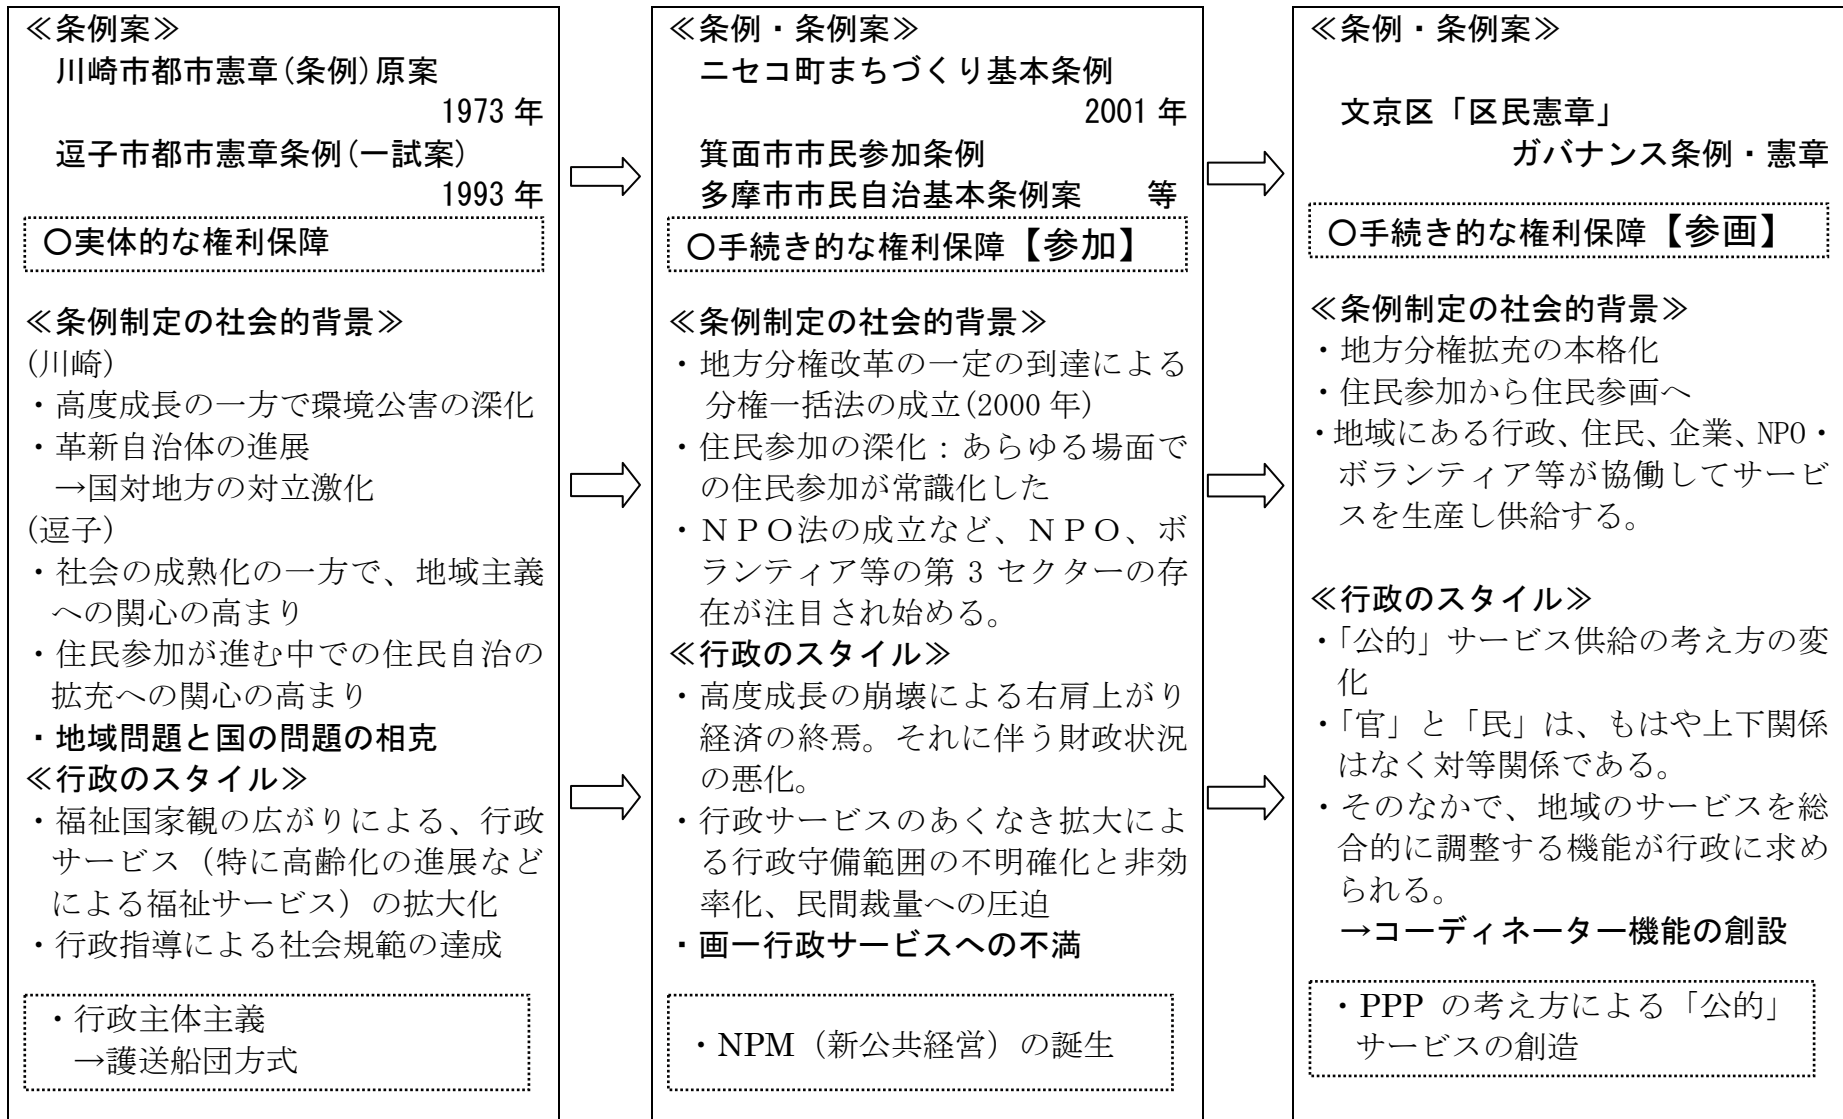 ≪条例案≫
川崎市都市憲章(条例)原案
1973 年
逗子市都市憲章条例(一試案)
1993 年
〇実体的な権利保障
≪条例制定の社会的背景≫
(川崎)
・高度成長の一方で環境公害の深化
・革新自治体の進展
→国対地方の対立激化
(逗子)
・社会の成熟化の一方で、地域主義
への関心の高まり
・住民参加が進む中での住民自治の
拡充への関心の高まり
・地域問題と国の問題の相克
≪行政のスタイル≫
・福祉国家観の広がりによる、行政
サービス（特に高齢化の進展など
による福祉サービス）の拡大化
・行政指導による社会規範の達成
・行政主体主義
→護送船団方式
≪条例・条例案≫
ニセコ町まちづくり基本条例
2001 年
箕面市市民参加条例
多摩市市民自治基本条例案　等
〇手続き的な権利保障【参加】
≪条例制定の社会的背景≫
・地方分権改革の一定の到達による
分権一括法の成立(2000 年)
・住民参加の深化：あらゆる場面で
の住民参加が常識化した
・ＮＰＯ法の成立など、ＮＰＯ、ボ
ランティア等の第 3 セクターの存
在が注目され始める。
≪行政のスタイル≫
・高度成長の崩壊による右肩上がり
経済の終焉。それに伴う財政状況
の悪化。
・行政サービスのあくなき拡大によ
る行政守備範囲の不明確化と非効
率化、民間裁量への圧迫
・画一行政サービスへの不満
・NPM（新公共経営）の誕生
≪条例・条例案≫
文京区「区民憲章」
ガバナンス条例・憲章
〇手続き的な権利保障【参画】
≪条例制定の社会的背景≫
・地方分権拡充の本格化
・住民参加から住民参画へ
・地域にある行政、住民、企業、NPO・
ボランティア等が協働してサービ
スを生産し供給する。
≪行政のスタイル≫
・「公的」サービス供給の考え方の変
化
・「官」と「民」は、もはや上下関係
はなく対等関係である。
・そのなかで、地域のサービスを総
合的に調整する機能が行政に求め
られる。
→コーディネーター機能の創設
・PPP の考え方による「公的」
サービスの創造